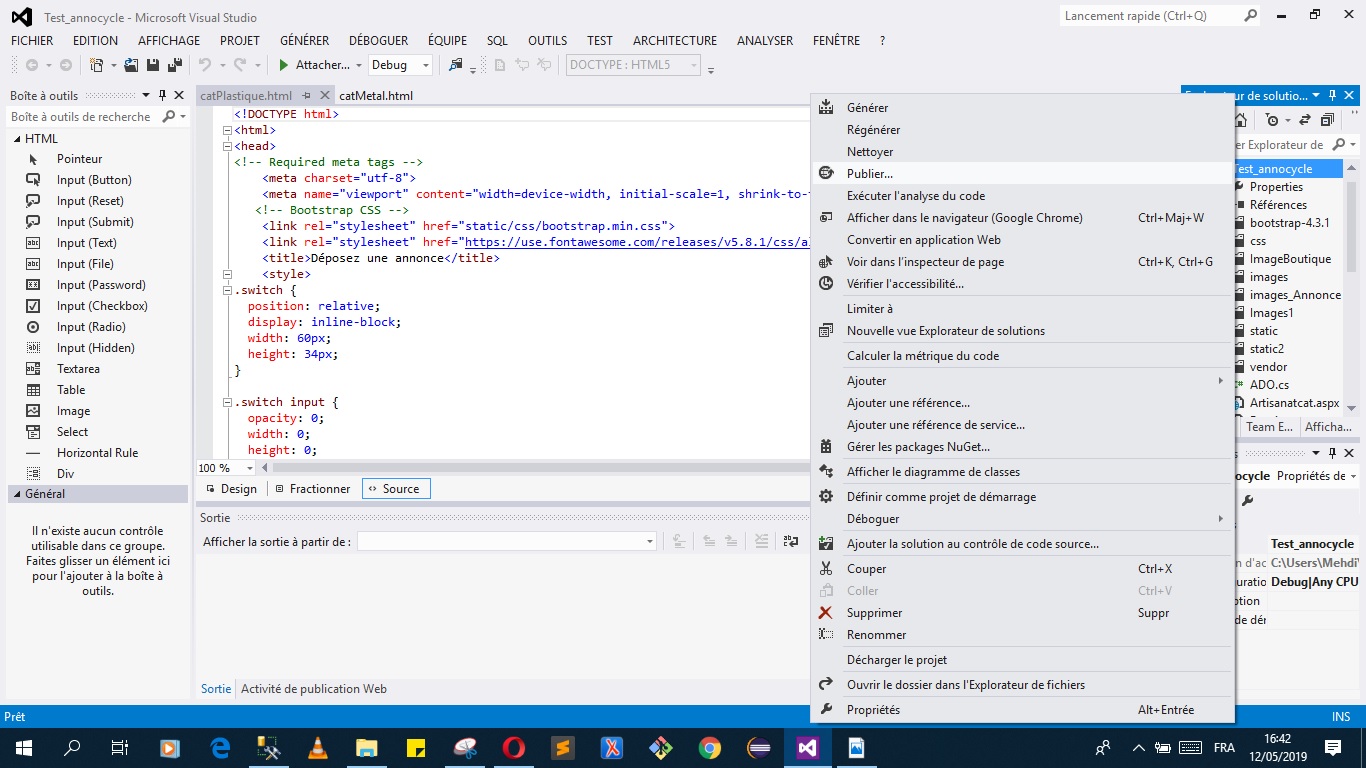 Test_annocycle - Microsoft Visual Studio
Lancement rapide (Ctrl+Q)
FICHIER EDITION AFFICHAGE PROJET GÉNÉRER DÉBOGUER ÉQUIPE SQL OUTILS TEST ARCHITECTURE ANALYSER FENÊTRE ?
Attacher... Debug DOCTYPE : HTML5
Boîte à outils
Boîte à outils de recherche
HTML
Pointeur
Input (Button)
Input (Reset)
Input (Submit)
Input (Text)
Input (File)
Input (Password)
Input (Checkbox)
Input (Radio)
Input (Hidden)
Textarea
Table
Image
Select
Horizontal Rule
Div
Général
Il n'existe aucun contrôle
utilisable dans ce groupe.
Faites glisser un élément ici
pour l'ajouter à la boîte à
outils.
catPlastique.html catMetal.html
<!DOCTYPE html>
<html>
<head>
<!-- Required meta tags -->
<meta charset="utf-8">
<meta name="viewport" content="width=device-width, initial-scale=1, shrink-to-
<!-- Bootstrap CSS -->
<link rel="stylesheet" href="static/css/bootstrap.min.css">
<link rel="stylesheet" href="https://use.fontawesome.com/releases/v5.8.1/css/al
<title>Déposez une annonce</title>
<style>
.switch {
position: relative;
display: inline-block;
width: 60px;
height: 34px;
}
.switch input {
opacity: 0;
width: 0;
height: 0;
100 %
Design Fractionner Source
Sortie
Afficher la sortie à partir de :
Sortie Activité de publication Web
Générer
Régénérer
Nettoyer
Publier...
Exécuter l'analyse du code
Afficher dans le navigateur (Google Chrome) Ctrl+Maj+W
Convertir en application Web
Voir dans l'inspecteur de page Ctrl+K, Ctrl+G
Vérifier l'accessibilité...
Limiter à
Nouvelle vue Explorateur de solutions
Calculer la métrique du code
Ajouter
Ajouter une référence...
Ajouter une référence de service...
Gérer les packages NuGet...
Afficher le diagramme de classes
Définir comme projet de démarrage
Déboguer
Ajouter la solution au contrôle de code source...
Couper Ctrl+X
Coller Ctrl+V
Supprimer Suppr
Renommer
Décharger le projet
Ouvrir le dossier dans l'Explorateur de fichiers
Propriétés Alt+Entrée
de solutio...
er Explorateur de
Test_annocycle
Properties
Références
bootstrap-4.3.1
css
ImageBoutique
images
images_Annonce
Images1
static
static2
vendor
ADO.cs
Artisanatcat.aspx
Team E... Afficha...
ocycle Propriétés de
Test_annocycle
n d'ac C:\Users\Mehdi\
uratio Debug|Any CPU
ption
de dér
Prêt
INS
FRA
16:42
12/05/2019